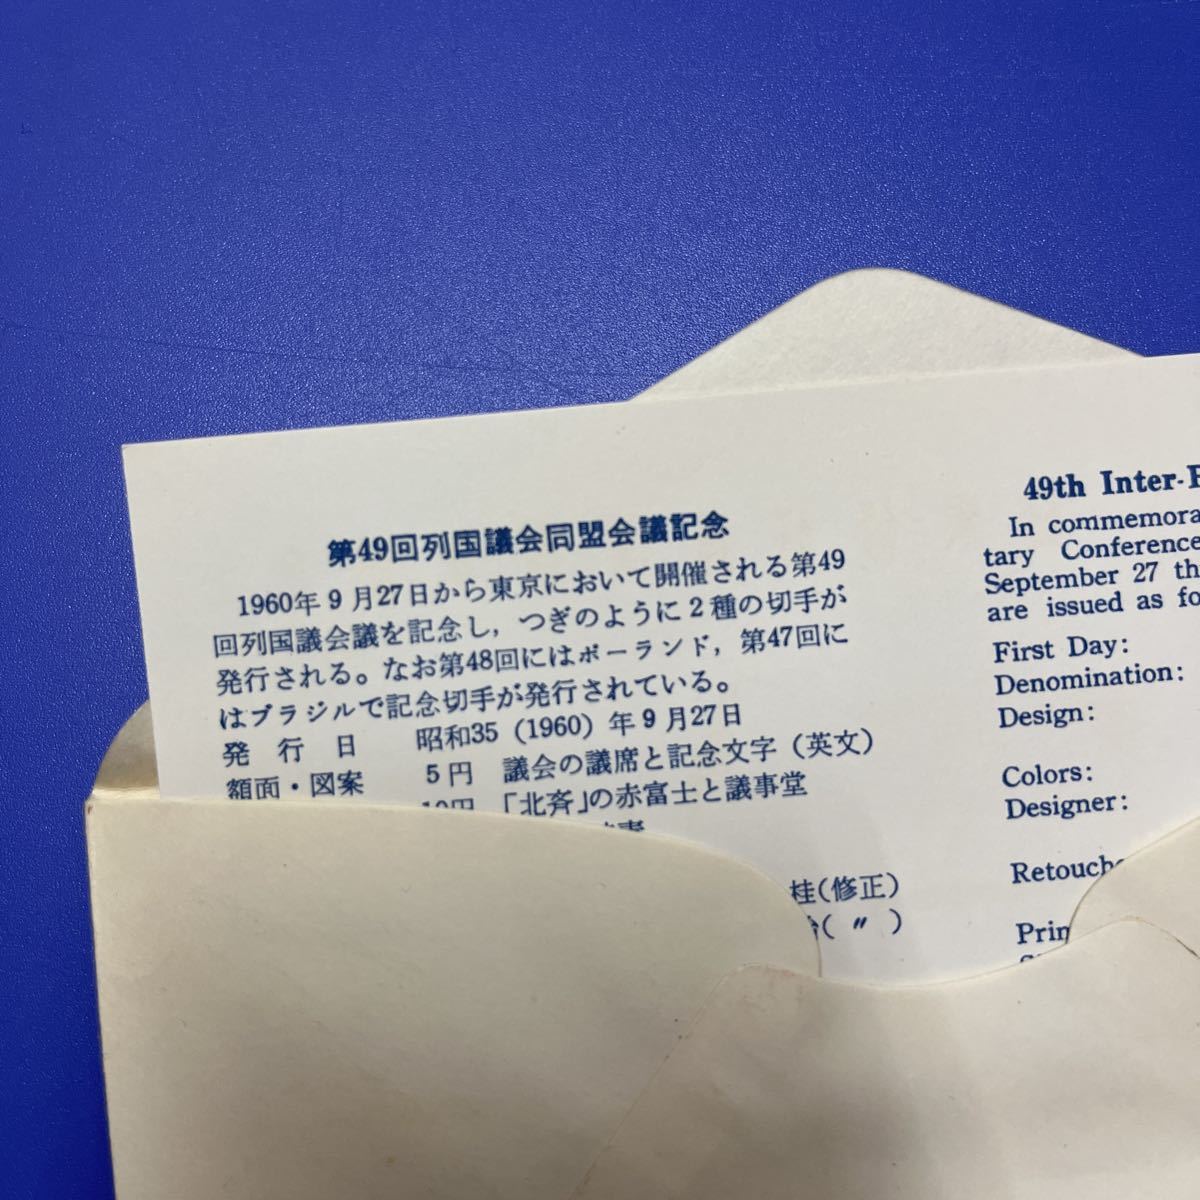 第49回列国議会同盟会議記念
1960年9月27日から東京において開催される第49
回列国議会議を記念し，つぎのように2種の切手が
発行される。なお第48回にはポーランド，第47回に
はブラジルで記念切手が発行されている。
発行日 昭和35（1960）年9月27日
額面・図案 5円 議会の議席と記念文字（英文）
10円 「北斉」の赤富士と議事堂
桂（修正）
（〃）
49th Inter-
In commemora
tary Conference
September 27 th
are issued as fo
First Day:
Denomination:
Design:
Colors:
Designer:
Retouche
Prin